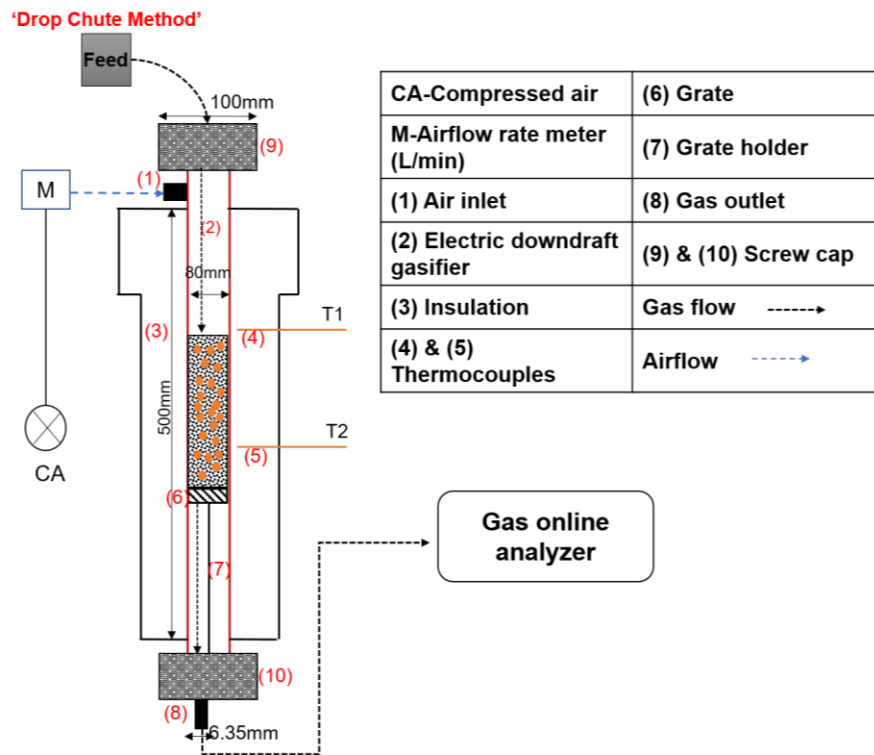 'Drop Chute Method'
Feed
100mm
(9)
(1)
M
(2)
80mm
(3)
T1
(4)
500mm
T2
(5)
CA
(6)
(7)
(10)
(8)
6.35mm
Gas online
analyzer
CA-Compressed air
(6) Grate
M-Airflow rate meter
(L/min)
(7) Grate holder
(1) Air inlet
(8) Gas outlet
(2) Electric downdraft
gasifier
(9) & (10) Screw cap
(3) Insulation
Gas flow
(4) & (5)
Thermocouples
Airflow